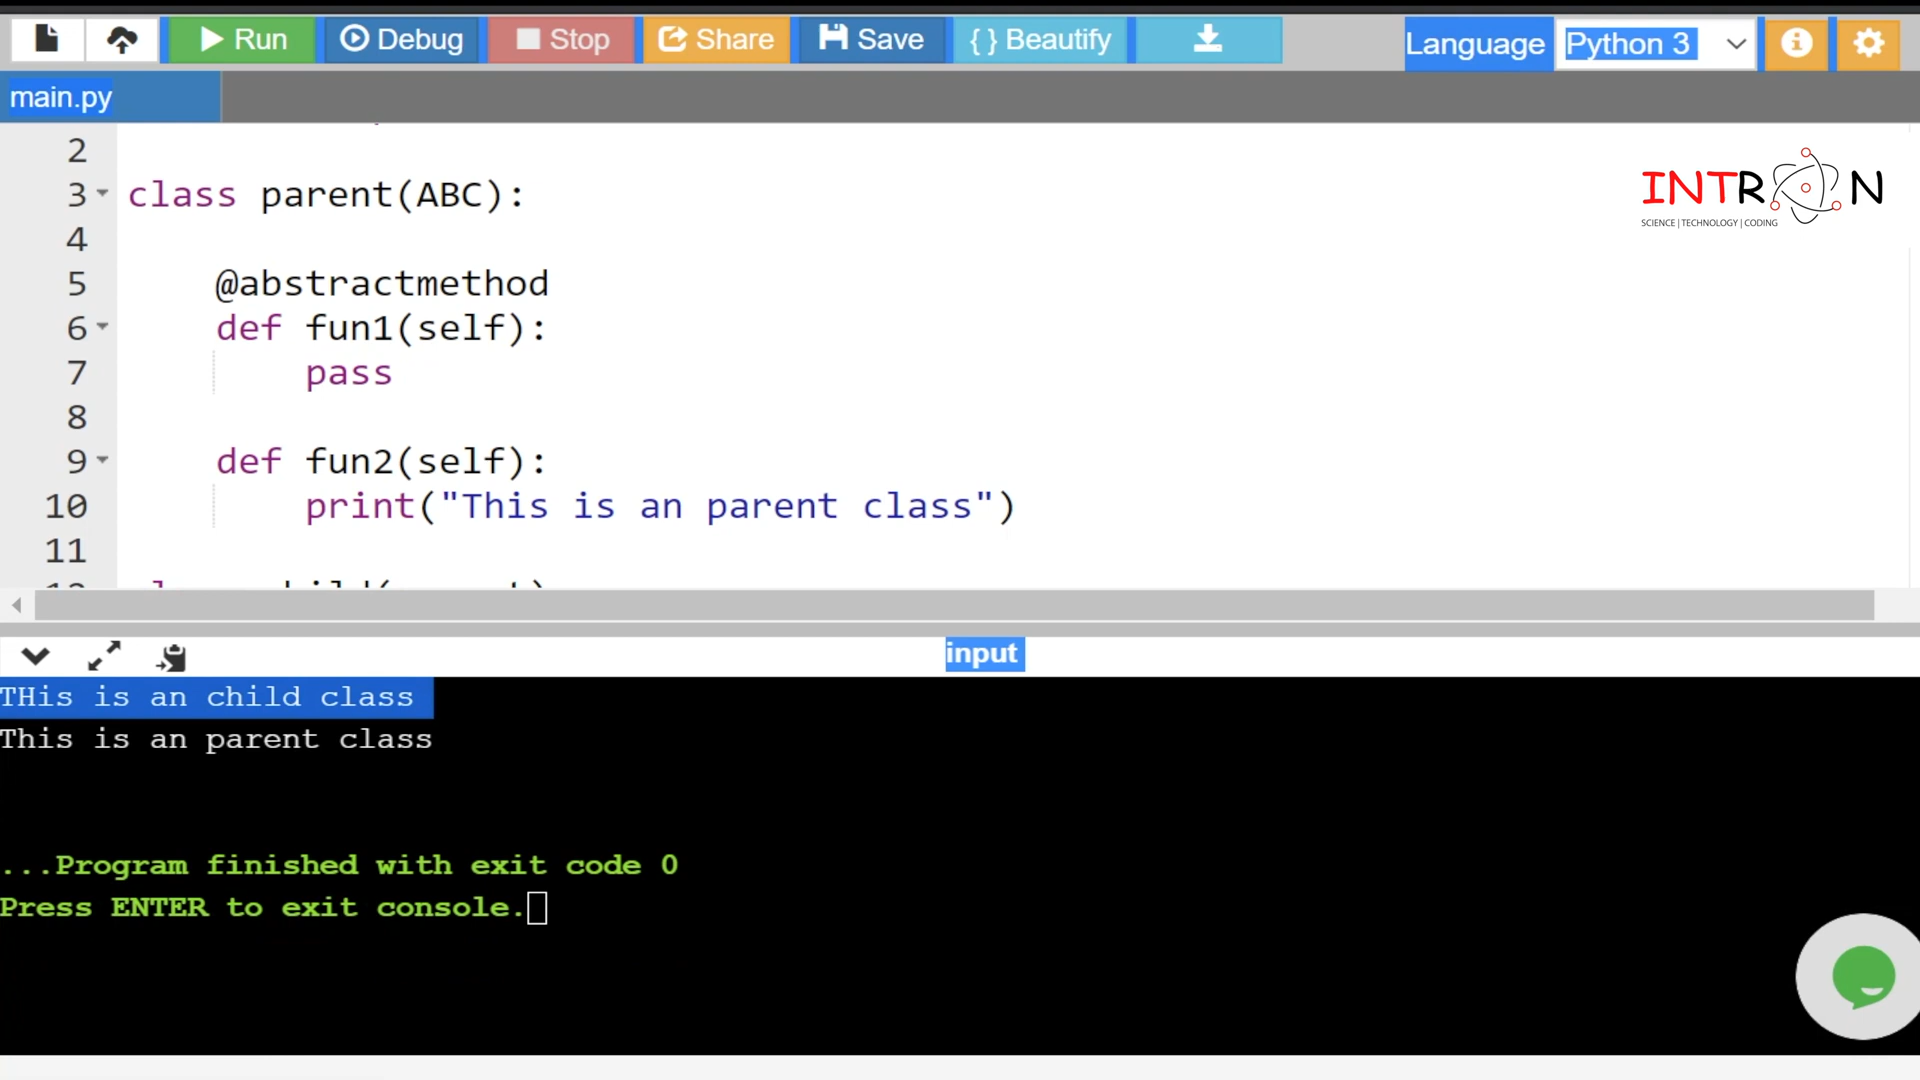 Run Debug Stop Share Save { } Beautify Language Python 3
main.py
2
3 class parent(ABC):
4
5 @abstractmethod
6 def fun1(self):
7 pass
8
9 def fun2(self):
10 print("This is an parent class")
11
INTRON
SCIENCE | TECHNOLOGY | CODING
input
THis is an child class
This is an parent class
...Program finished with exit code 0
Press ENTER to exit console.